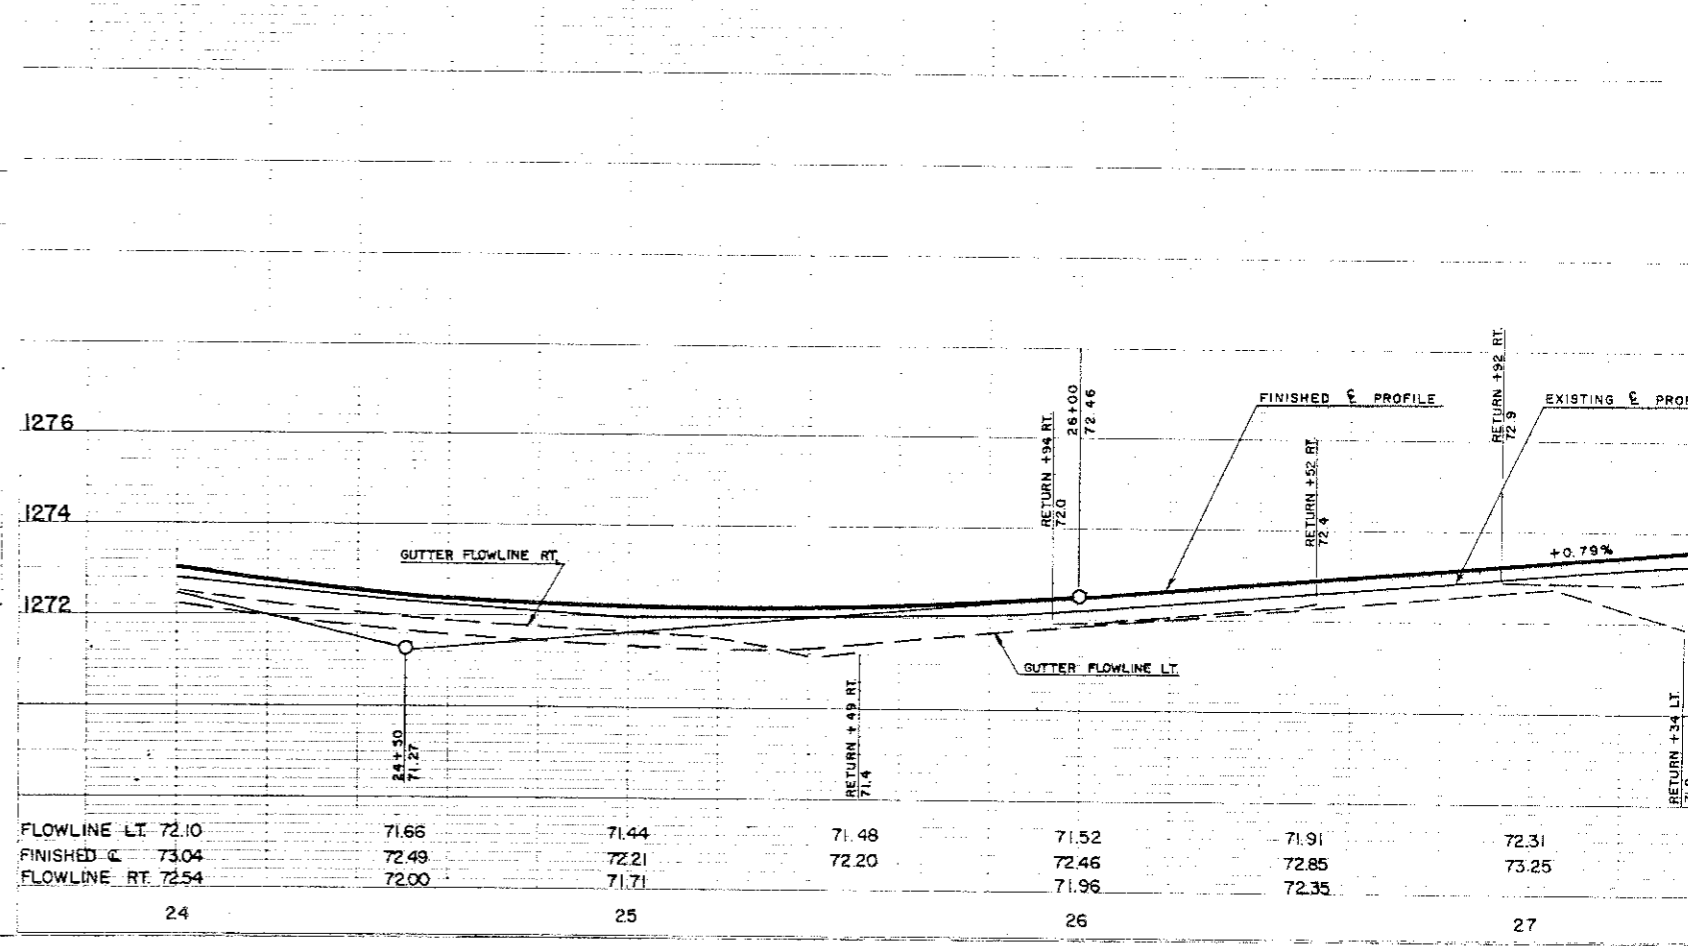 RETURN +92 RT.
72.9
26+00
72.46
FINISHED ℄ PROFILE
EXISTING ℄ PROF
1276
RETURN +94 RT.
72.0
RETURN +52 RT.
72.4
1274
GUTTER FLOWLINE RT.
+0.79%
1272
GUTTER FLOWLINE LT.
24+50
71.27
RETURN +49 RT.
71.4
RETURN +34 LT.
FLOWLINE LT. 72.10 71.66 71.44 71.48 71.52 71.91 72.31
FINISHED ℄ 73.04 72.49 72.21 72.20 72.46 72.85 73.25
FLOWLINE RT. 72.54 72.00 71.71 71.96 72.35
24 25 26 27